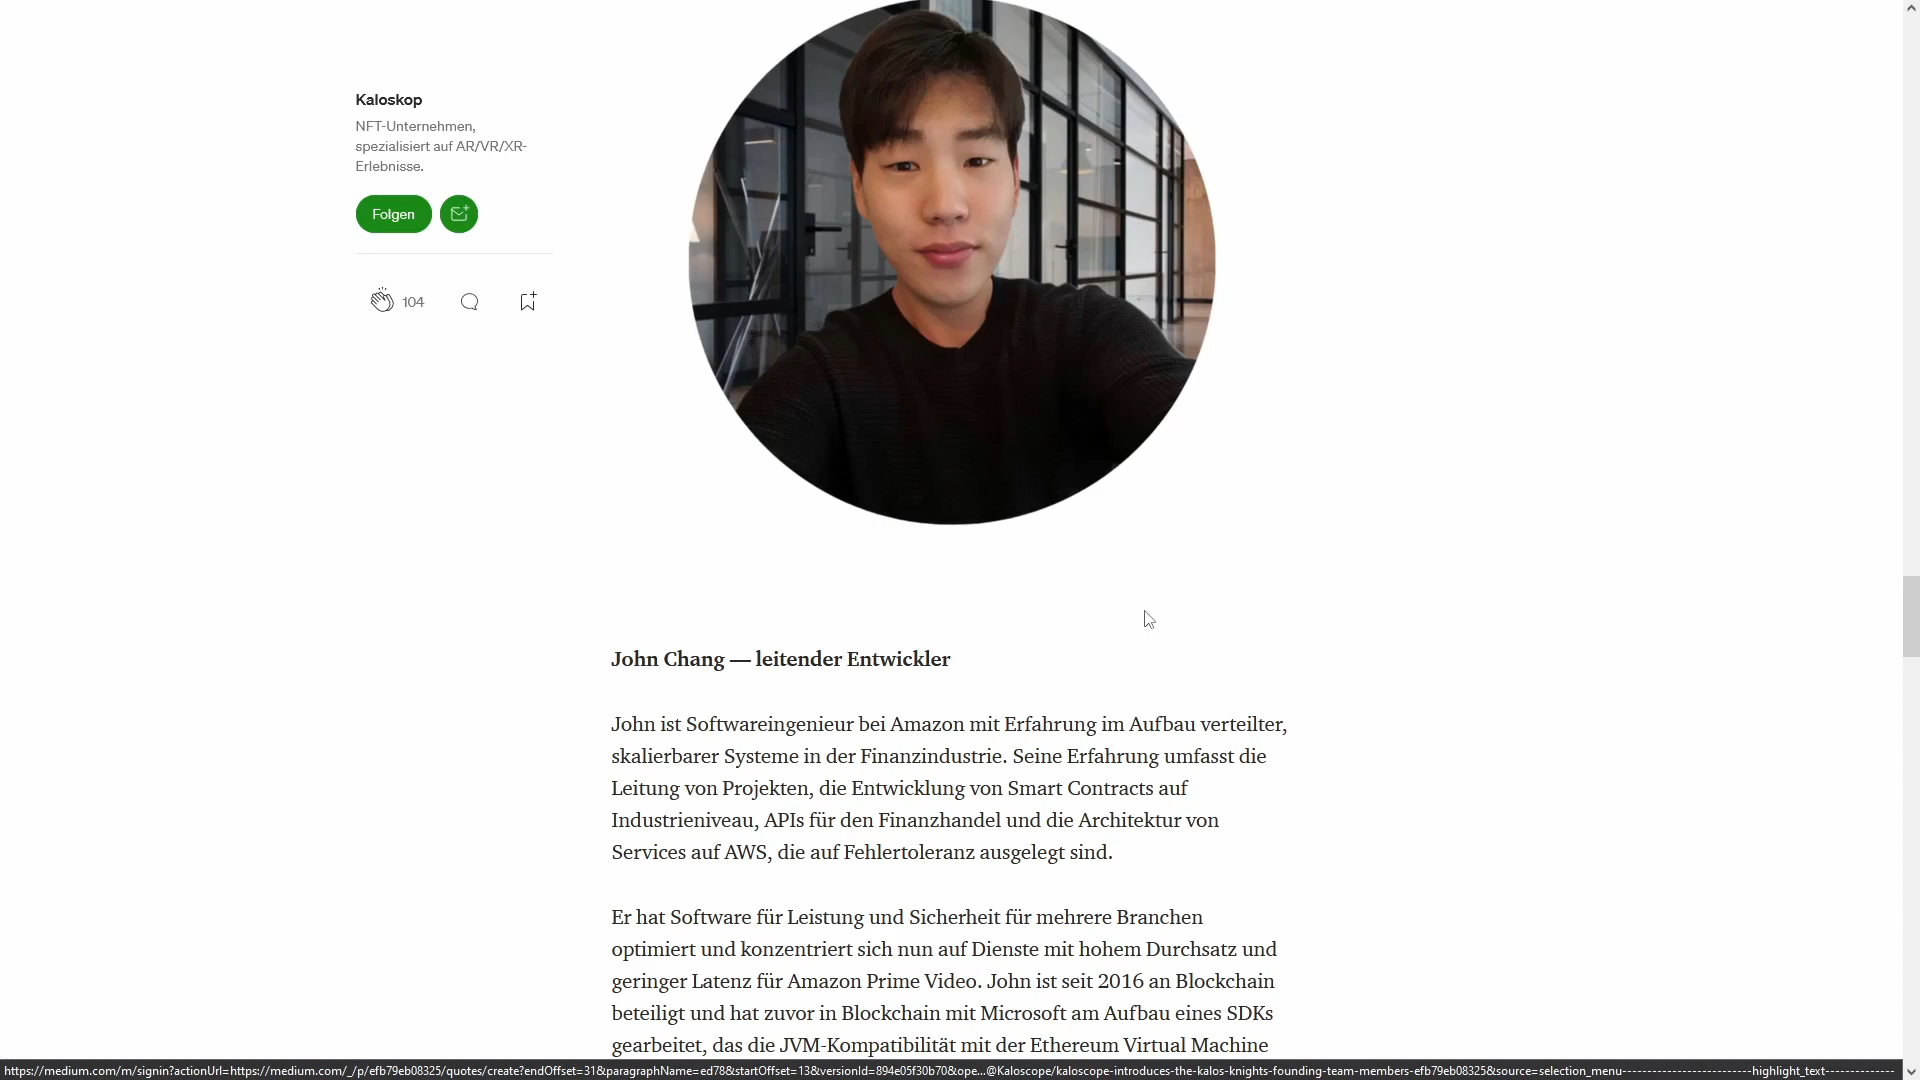 Kaloskop
NFT-Unternehmen,
spezialisiert auf AR/VR/XR-
Erlebnisse.
Folgen
104
John Chang — leitender Entwickler
John ist Softwareingenieur bei Amazon mit Erfahrung im Aufbau verteilter,
skalierbarer Systeme in der Finanzindustrie. Seine Erfahrung umfasst die
Leitung von Projekten, die Entwicklung von Smart Contracts auf
Industrieniveau, APIs für den Finanzhandel und die Architektur von
Services auf AWS, die auf Fehlertoleranz ausgelegt sind.
Er hat Software für Leistung und Sicherheit für mehrere Branchen
optimiert und konzentriert sich nun auf Dienste mit hohem Durchsatz und
geringer Latenz für Amazon Prime Video. John ist seit 2016 an Blockchain
beteiligt und hat zuvor in Blockchain mit Microsoft am Aufbau eines SDKs
gearbeitet, das die JVM-Kompatibilität mit der Ethereum Virtual Machine
https://medium.com/m/signin?actionUrl=https://medium.com/_/p/efb79eb08325/quotes/create?endOffset=31&paragraphName=ed78&startOffset=13&versionId=894e05f30b70&ope...@Kaloscope/kaloscope-introduces-the-kalos-knights-founding-team-members-efb79eb08325&source=selection_menu--------------------------highlight_text--------------